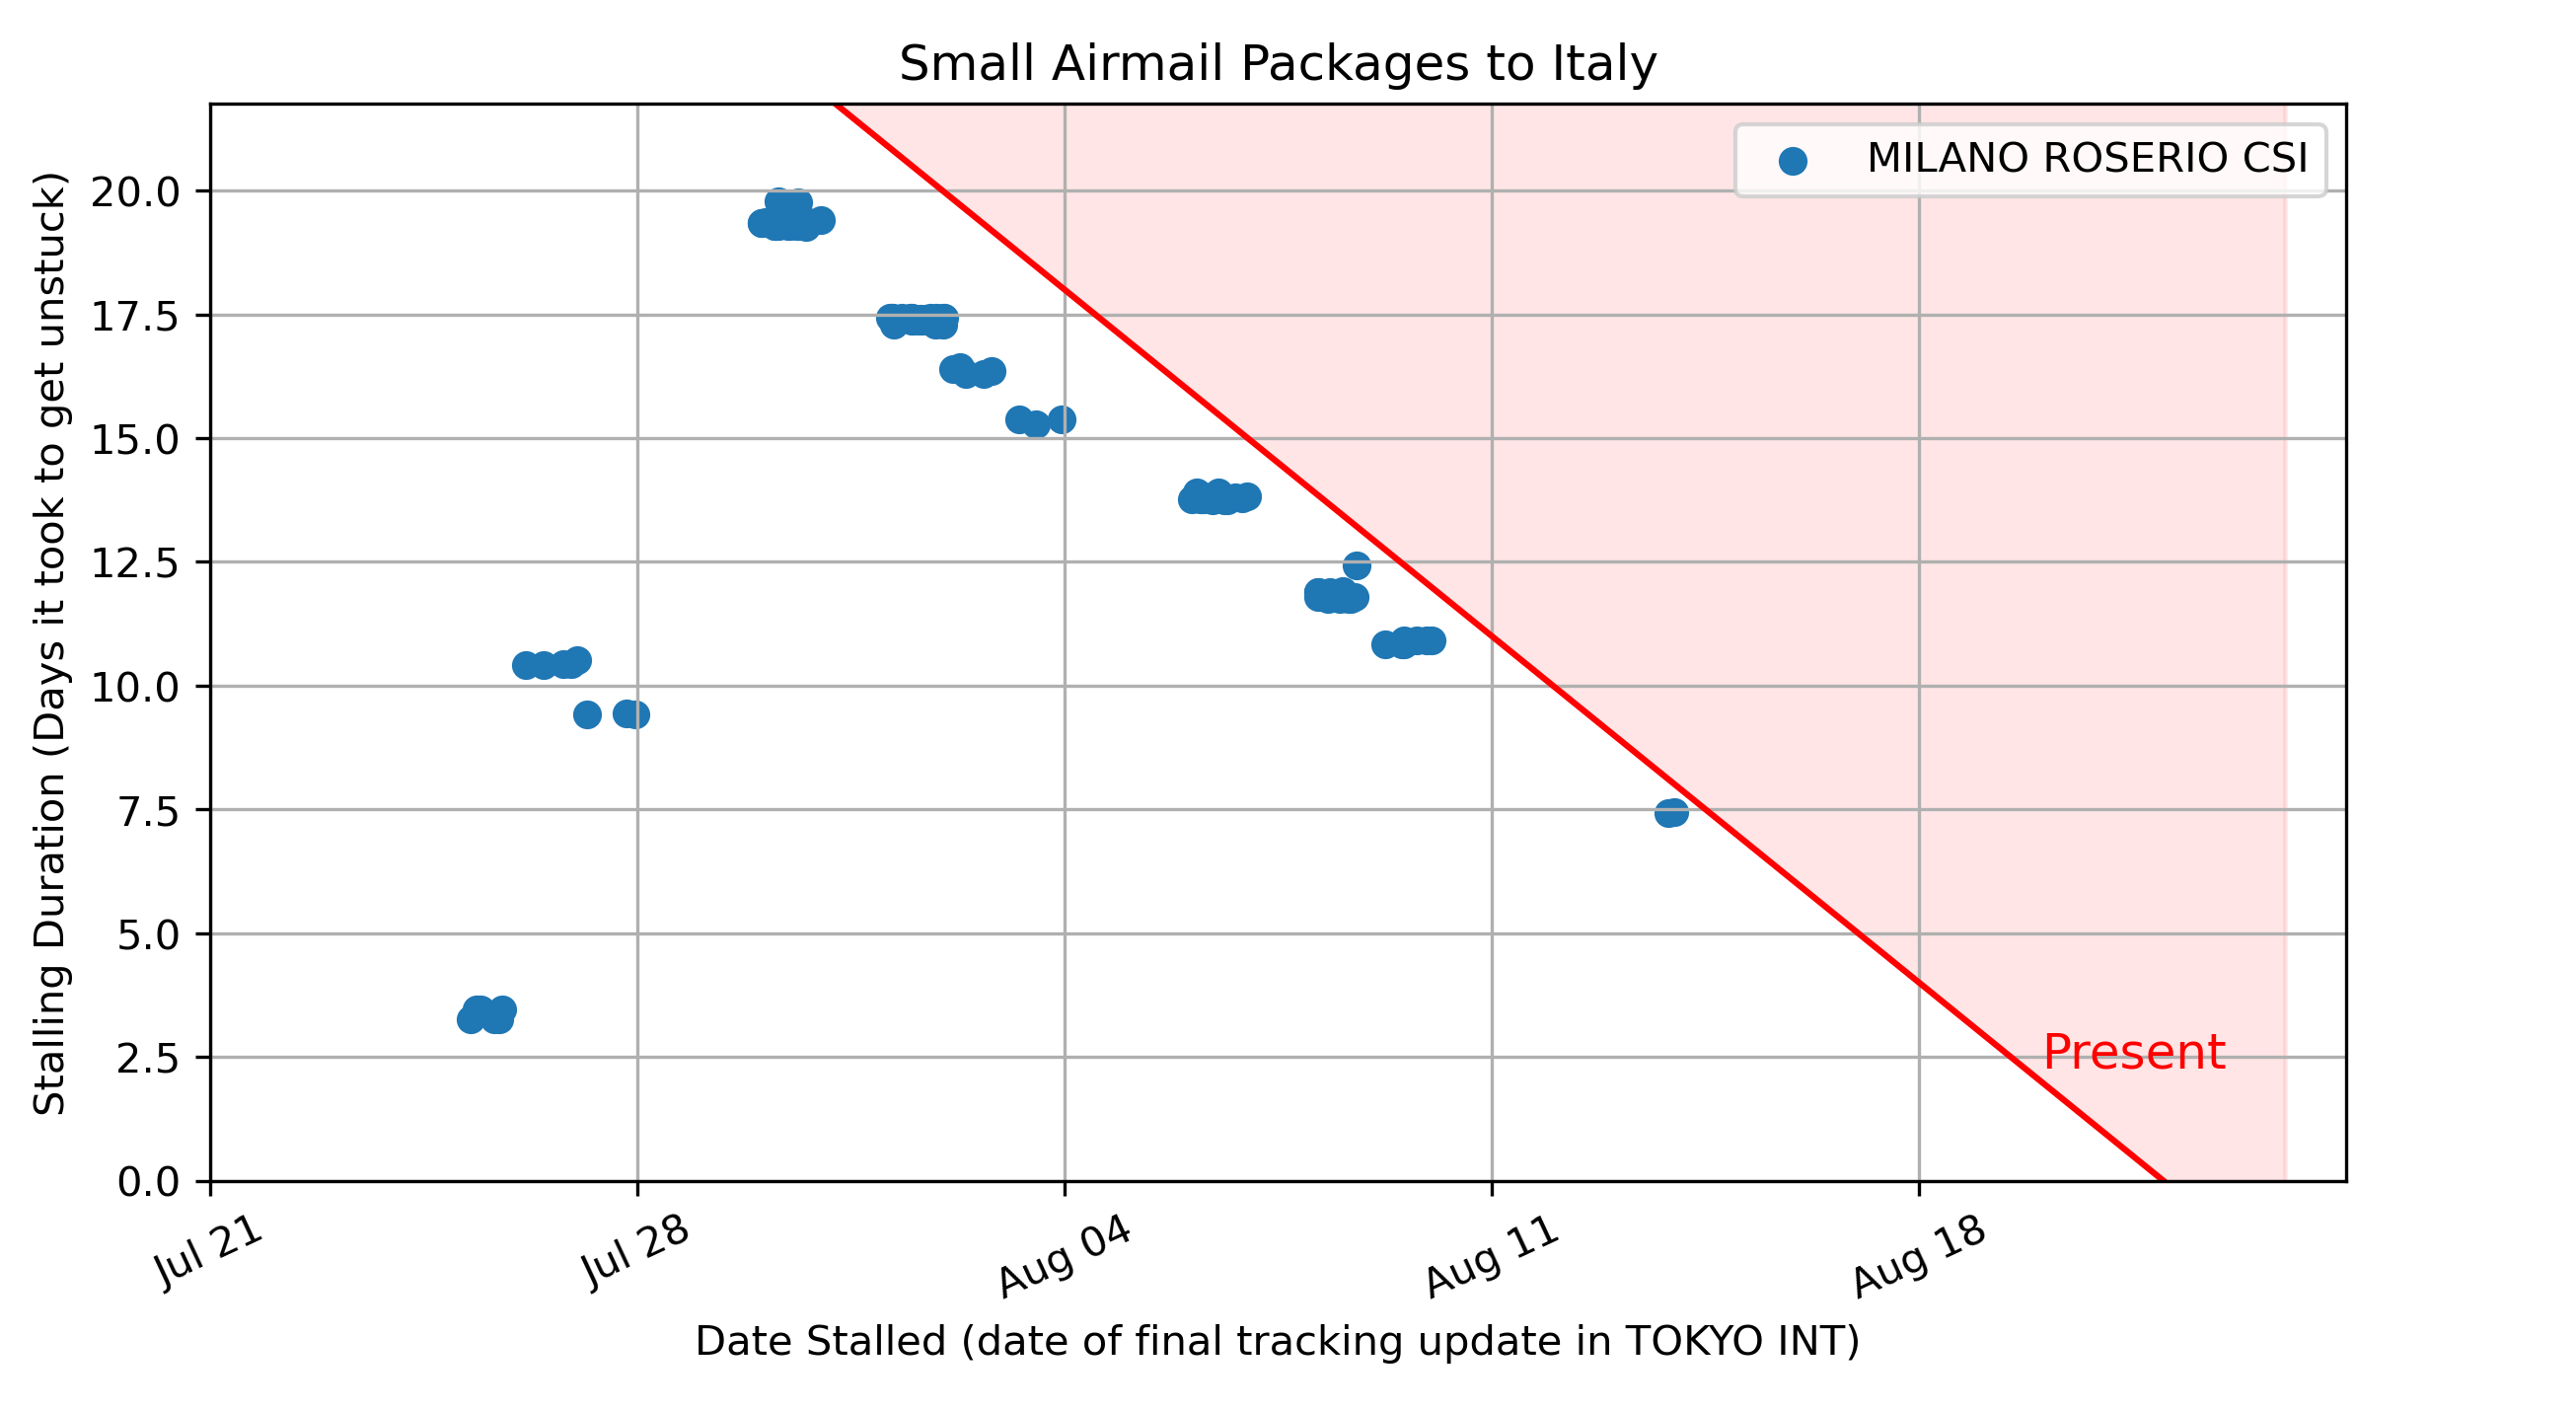 Small Airmail Packages to Italy
MILANO ROSERIO CSI
Stalling Duration (Days it took to get unstuck)
20.0
17.5
15.0
12.5
10.0
7.5
5.0
2.5
0.0
Present
Jul 21
Jul 28
Aug 04
Aug 11
Aug 18
Date Stalled (date of final tracking update in TOKYO INT)